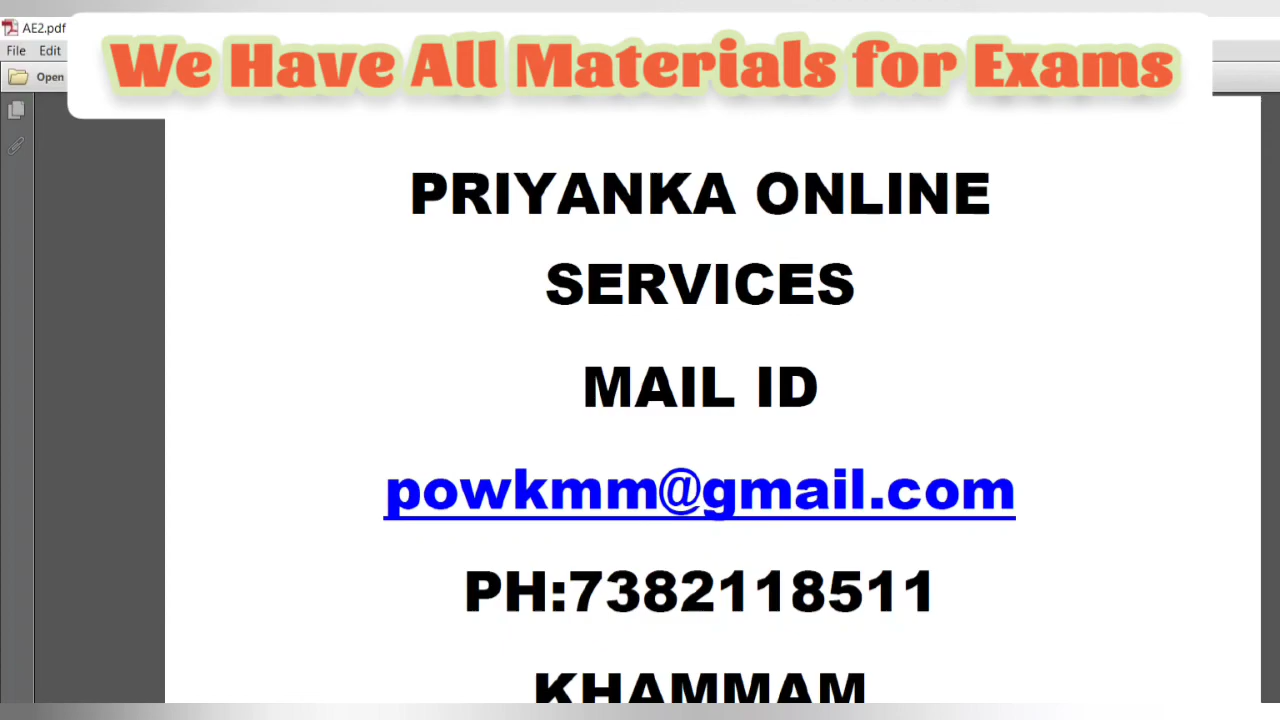 AE2.pdf
We Have All Materials for Exams
File Edit
Open
PRIYANKA ONLINE
SERVICES
MAIL ID
powkmm@gmail.com
PH:7382118511
KHAMMAM